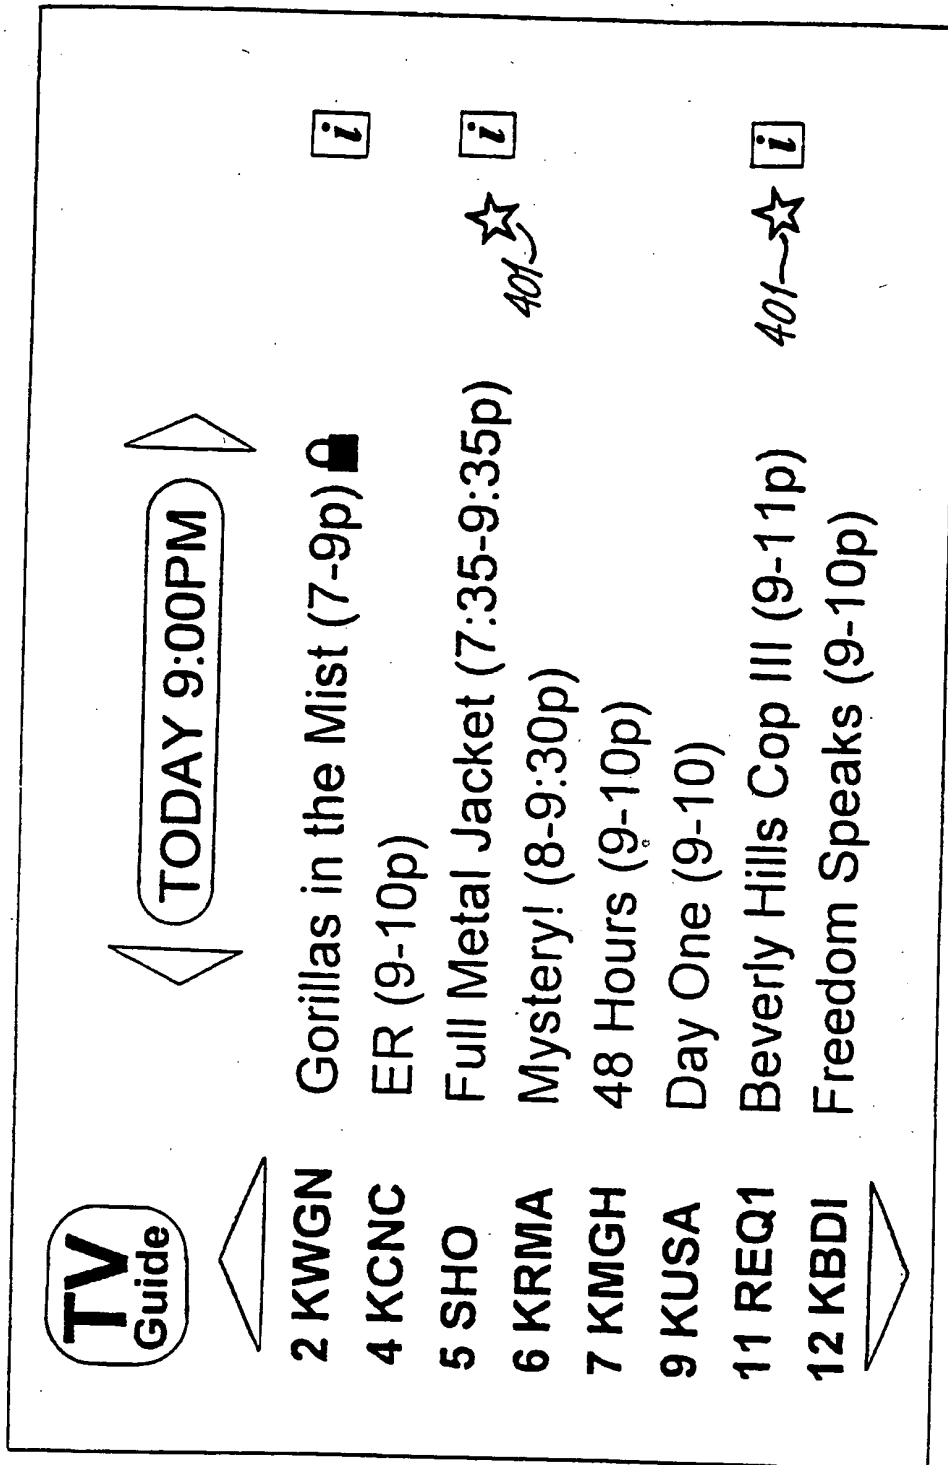 TV
Guide
TODAY 9:00PM
2 KWGN Gorillas in the Mist (7-9p) i
4 KCNC ER (9-10p)
5 SHO Full Metal Jacket (7:35-9:35p) 401 i
6 KRMA Mystery! (8-9:30p)
7 KMGH 48 Hours (9-10p)
9 KUSA Day One (9-10)
11 REQ1 Beverly Hills Cop III (9-11p) 401 i
12 KBDI Freedom Speaks (9-10p)